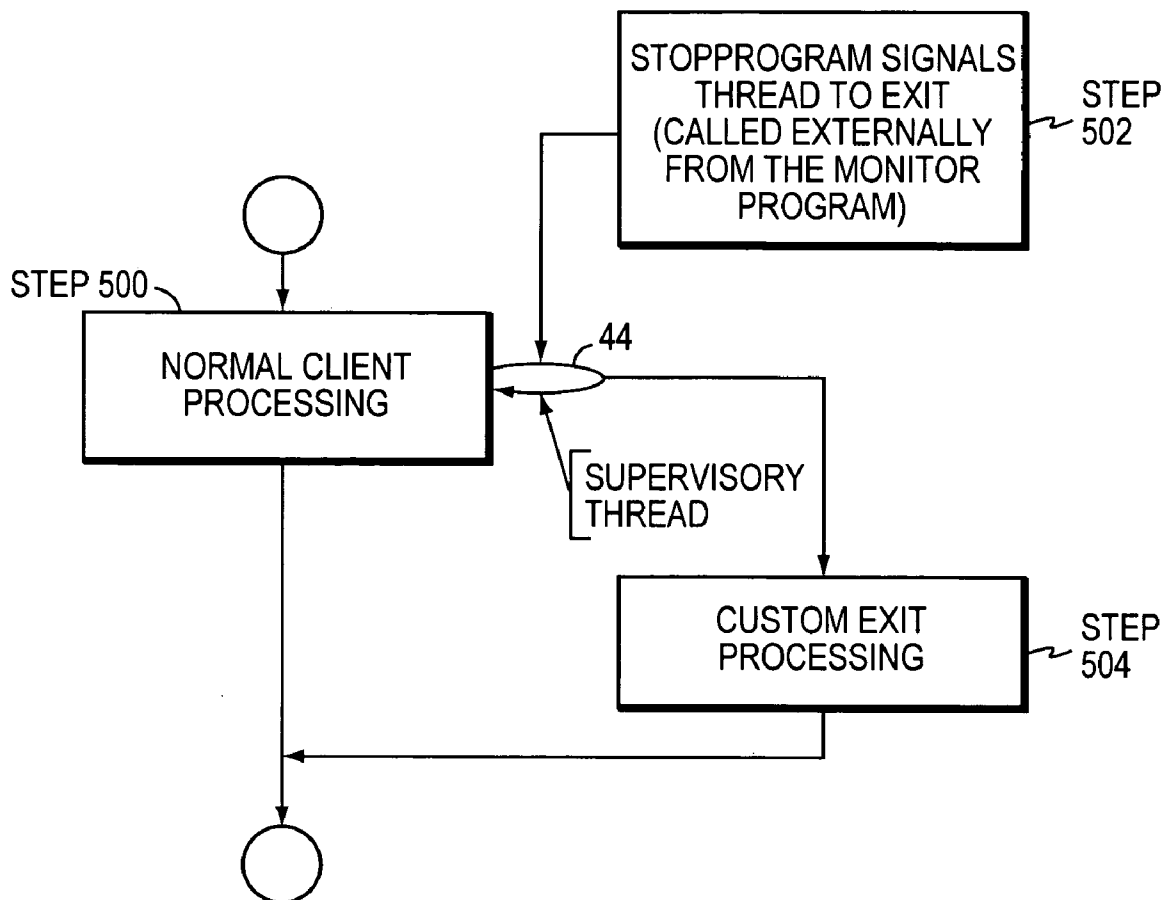 STOPPROGRAM SIGNALS
THREAD TO EXIT
(CALLED EXTERNALLY
FROM THE MONITOR
PROGRAM)
STEP
502
STEP 500
NORMAL CLIENT
PROCESSING
44
SUPERVISORY
THREAD
CUSTOM EXIT
PROCESSING
STEP
504